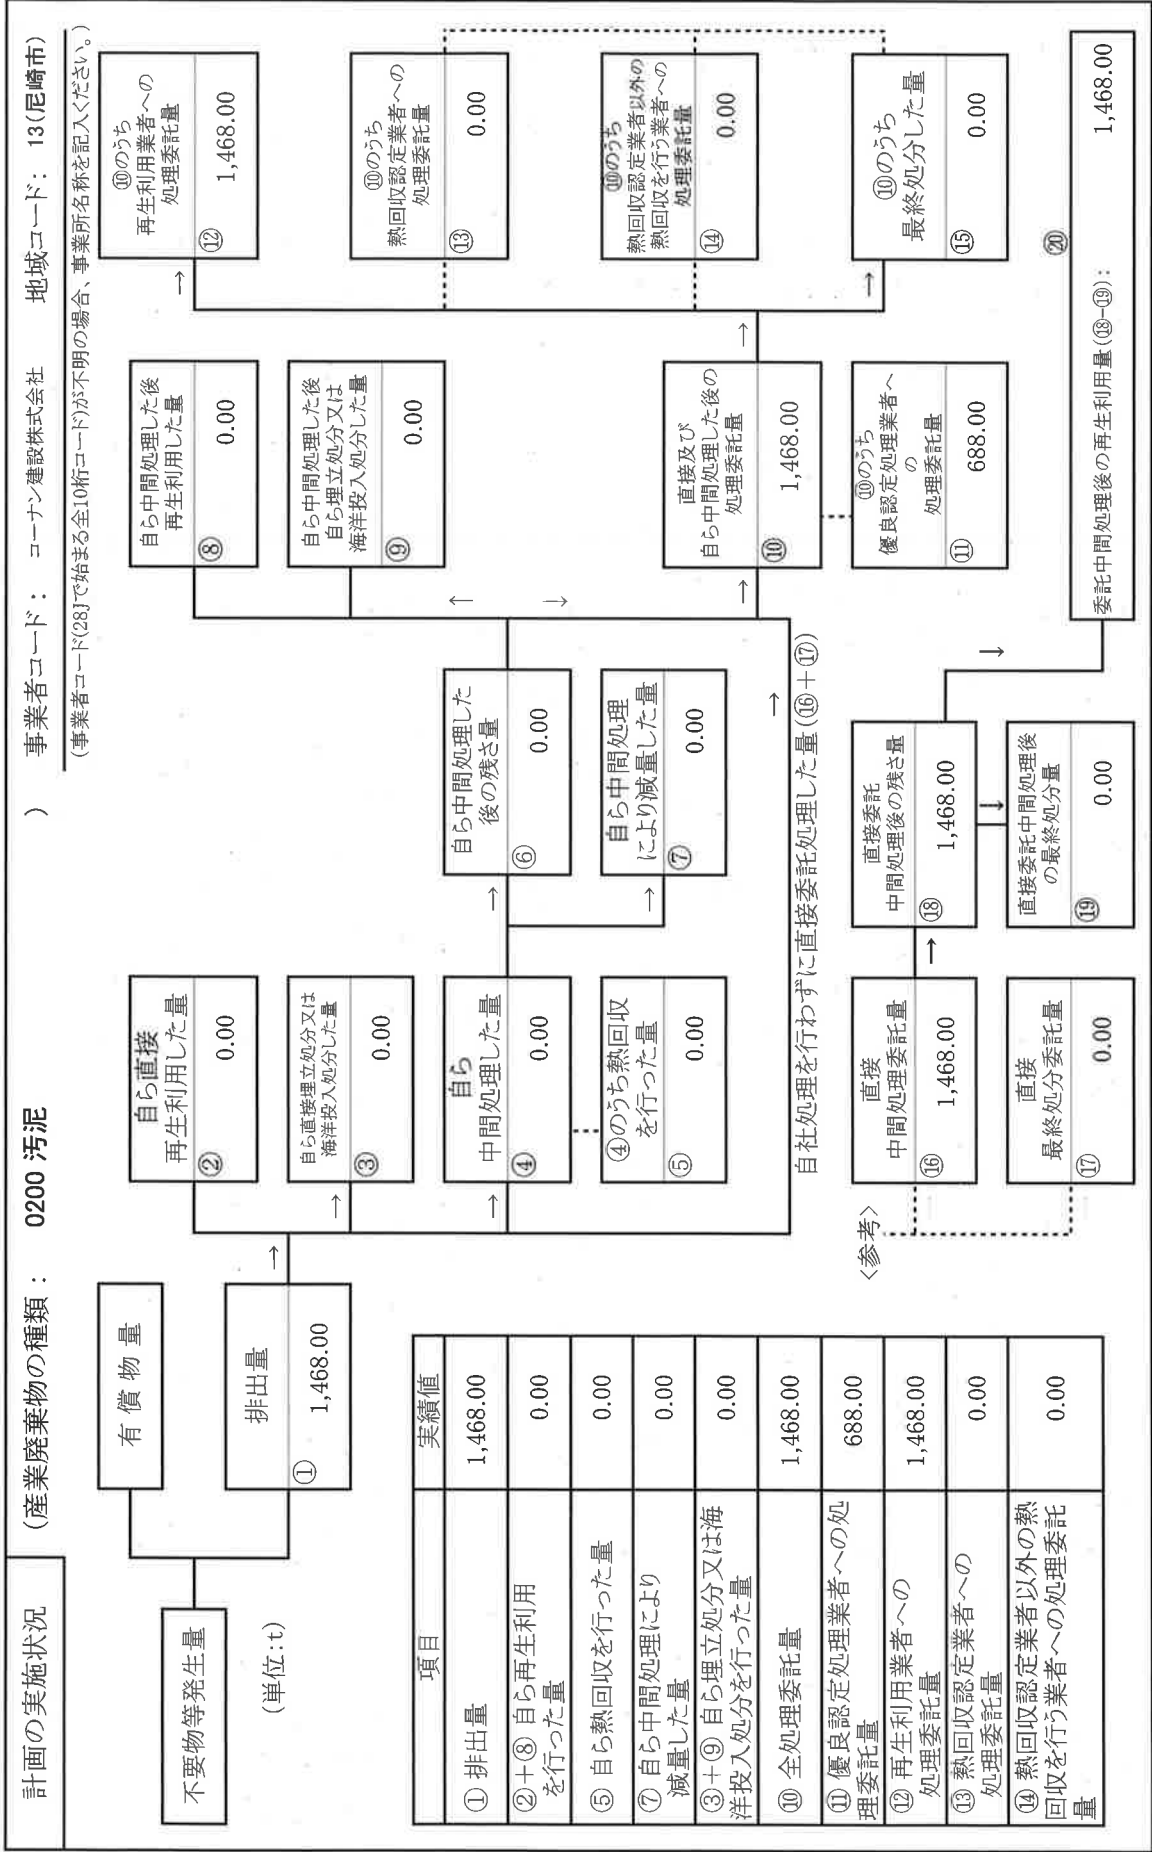 計画の実施状況
(産業廃棄物の種類： 0200 汚泥 )
事業者コード： コーナン建設株式会社 地域コード： 13(尼崎市)
(事業者コード(28｣で始まる全10桁コード)が不明の場合、事業所名称を記入ください。)
不要物等発生量
(単位:t)
有償物量
排出量
① 1,468.00
自ら直接
再生利用した量
② 0.00
自ら直接埋立処分又は
海洋投入処分した量
③ 0.00
自ら
中間処理した量
④ 0.00
④のうち熱回収
を行った量
⑤ 0.00
自ら中間処理した
後の残さ量
⑥ 0.00
自ら中間処理
により減量した量
⑦ 0.00
自ら中間処理した後
再生利用した量
⑧ 0.00
自ら中間処理した後
自ら埋立処分又は
海洋投入処分した量
⑨ 0.00
直接及び
自ら中間処理した後の
処理委託量
⑩ 1,468.00
⑩のうち
優良認定処理業者へ
の
処理委託量
⑪ 688.00
⑩のうち
再生利用業者への
処理委託量
⑫ 1,468.00
⑩のうち
熱回収認定業者への
処理委託量
⑬ 0.00
⑩のうち
熱回収認定業者以外の
熱回収を行う業者への
処理委託量
⑭ 0.00
⑩のうち
最終処分した量
⑮ 0.00
自社処理を行わずに直接委託処理した量(⑯＋⑰)
<参考>
直接
中間処理委託量
⑯ 1,468.00
直接
最終処分委託量
⑰ 0.00
直接委託
中間処理後の残さ量
⑱ 1,468.00
直接委託中間処理後
の最終処分量
⑲ 0.00
⑳
委託中間処理後の再生利用量(⑱-⑲)： 1,468.00
項目 実績値
① 排出量 1,468.00
②＋⑧ 自ら再生利用
を行った量 0.00
⑤ 自ら熱回収を行った量 0.00
⑦ 自ら中間処理により
減量した量 0.00
③＋⑨ 自ら埋立処分又は海
洋投入処分を行った量 0.00
⑩ 全処理委託量 1,468.00
⑪ 優良認定処理業者への処
理委託量 688.00
⑫ 再生利用業者への
処理委託量 1,468.00
⑬ 熱回収認定業者への
処理委託量 0.00
⑭ 熱回収認定業者以外の熱
回収を行う業者への処理委託
量 0.00